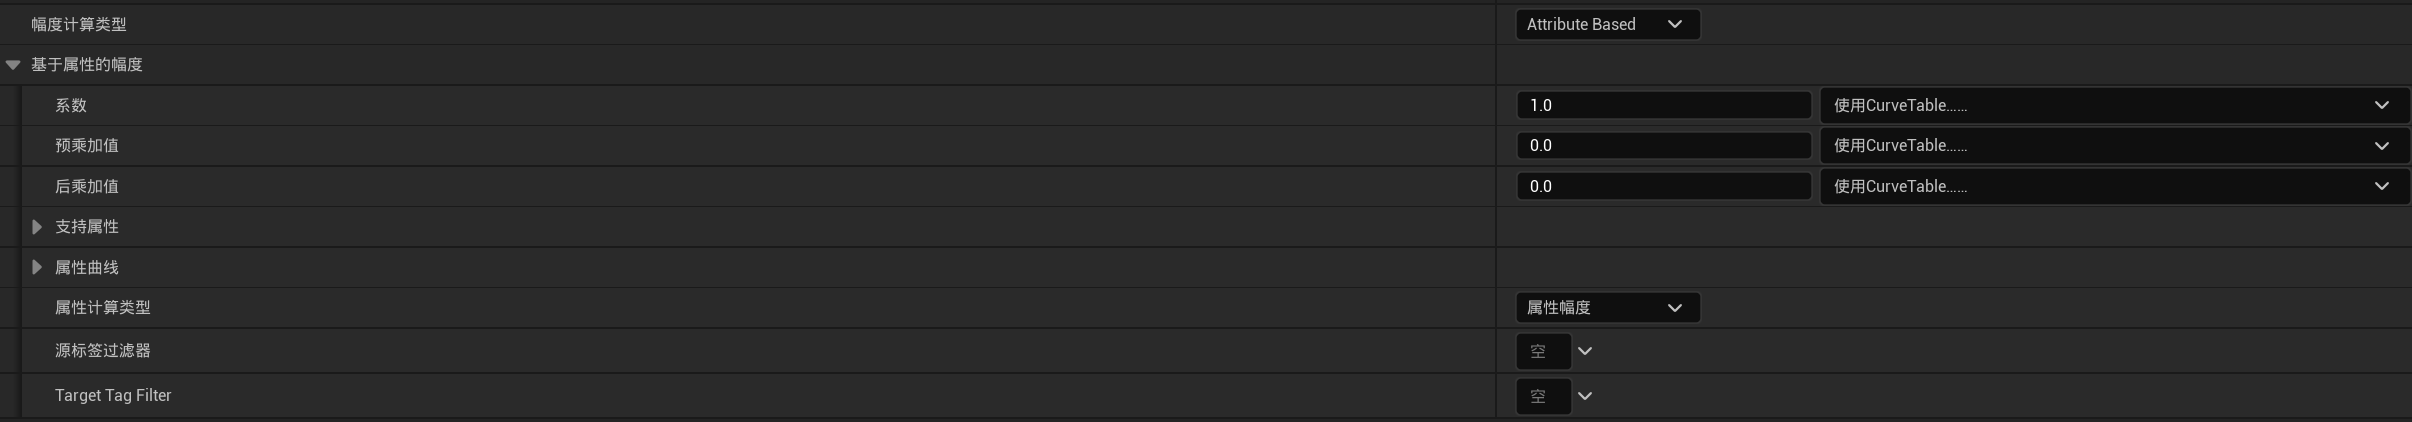 幅度计算类型 Attribute Based
基于属性的幅度
系数 1.0 使用CurveTable……
预乘加值 0.0 使用CurveTable……
后乘加值 0.0 使用CurveTable……
支持属性
属性曲线
属性计算类型 属性幅度
源标签过滤器 空
Target Tag Filter 空